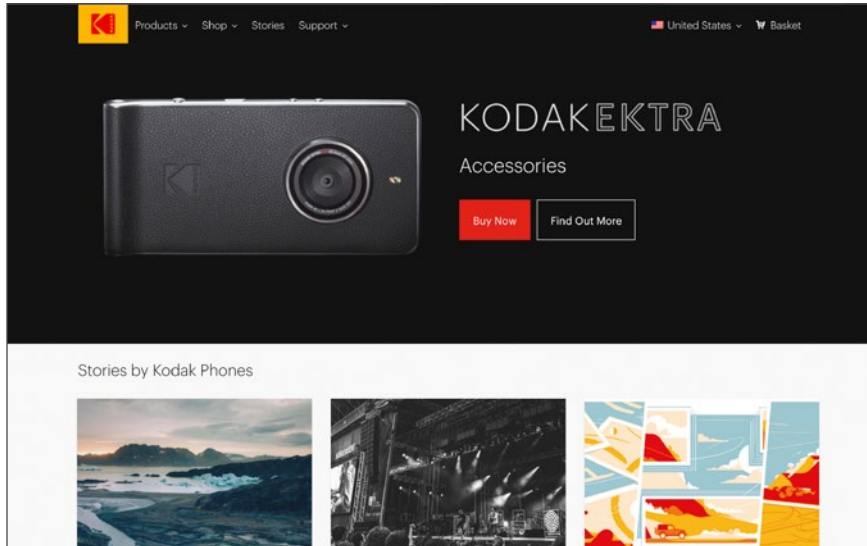 Products Shop Stories Support United States Basket
KODAKEKTRA
Accessories
Buy Now Find Out More
Stories by Kodak Phones